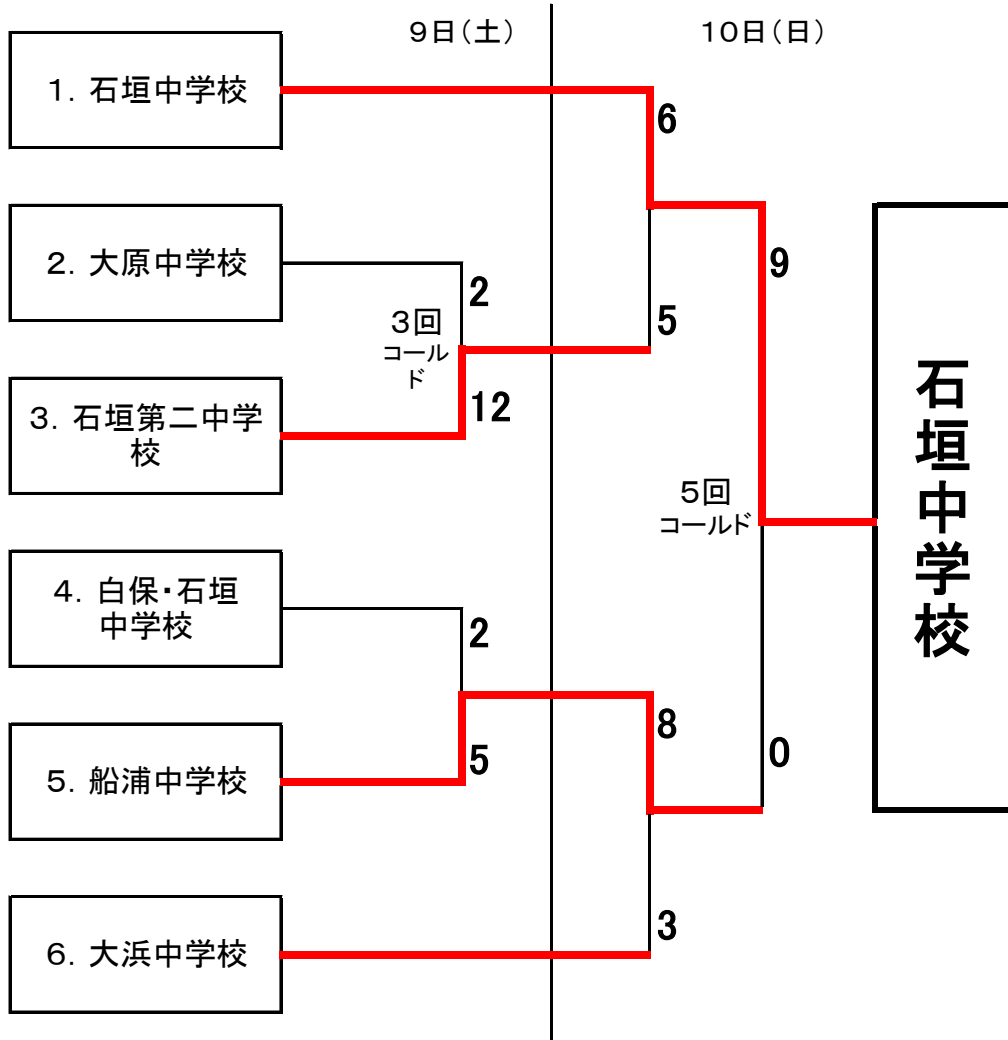 9日(土)
10日(日)
1. 石垣中学校
6
2. 大原中学校
9
2
3回
コール
ド
5
12
3. 石垣第二中学
校
石垣中学校
5回
コールド
4. 白保・石垣
中学校
2
8
5
0
5. 船浦中学校
3
6. 大浜中学校